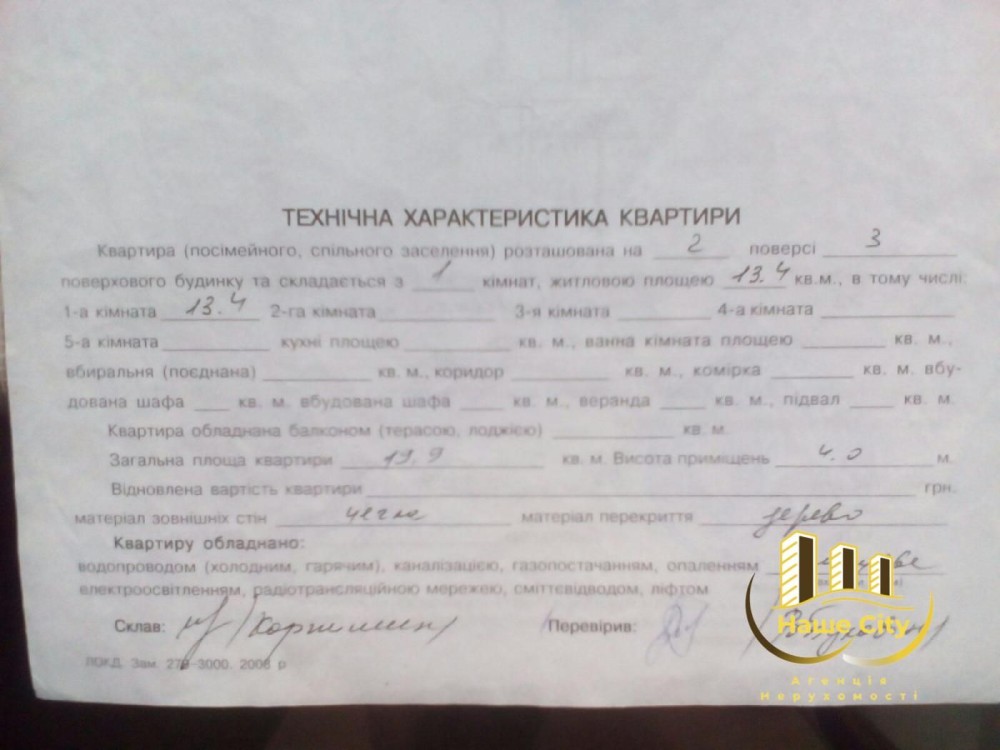 ТЕХНІЧНА ХАРАКТЕРИСТИКА КВАРТИРИ
Квартира (посімейного, спільного заселення) розташована на 2 поверсі 3
поверхового будинку та складається з 1 кімнат, житловою площею 13.4 кв.м., в тому числі:
1-а кімната 13.4 2-га кімната 3-я кімната 4-а кімната
5-а кімната кухні площею кв. м., ванна кімната площею кв. м.,
вбиральня (поєднана) кв. м., коридор кв. м., комірка кв. м. вбу-
дована шафа кв. м. вбудована шафа кв. м., веранда кв. м., підвал кв. м.
Квартира обладнана балконом (терасою, лоджією) кв. м.
Загальна площа квартири 19.9 кв. м. Висота приміщень 4.0 м.
Відновлена вартість квартири грн.
матеріал зовнішніх стін цегла матеріал перекриття дерево
Квартиру обладнано:
водопроводом (холодним, гарячим), каналізацією, газопостачанням, опаленням
електроосвітленням, радіотрансляційною мережею, сміттєвідводом, ліфтом
Склав: Перевірив:
Наше City
ЛОКД. Зам. 279-3000. 2006 р
Агенція
Нерухомості